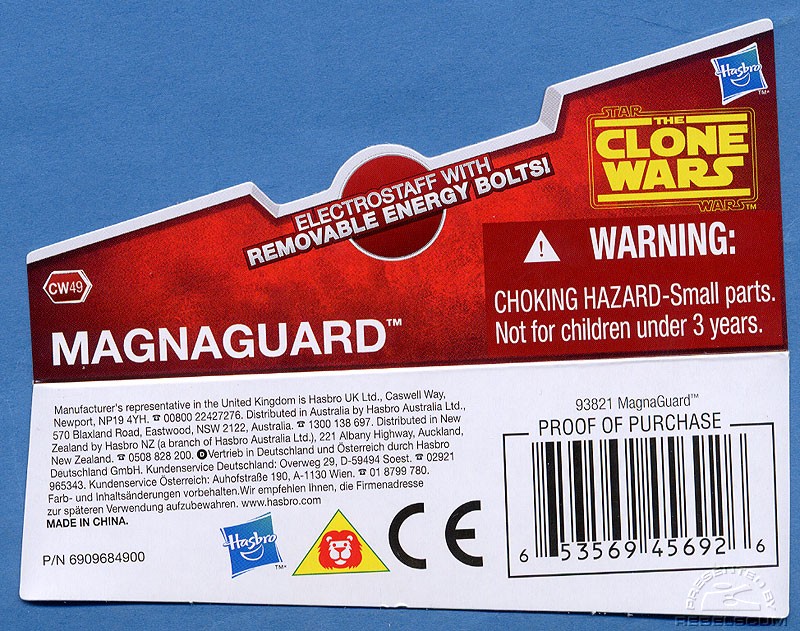 Hasbro
TM®
STAR
THE
CLONE
WARS
WARS™
ELECTROSTAFF WITH
REMOVABLE ENERGY BOLTS!
WARNING:
CHOKING HAZARD-Small parts.
Not for children under 3 years.
CW49
MAGNAGUARD™
Manufacturer's representative in the United Kingdom is Hasbro UK Ltd., Caswell Way,
Newport, NP19 4YH. ☎ 00800 22427276. Distributed in Australia by Hasbro Australia Ltd.,
570 Blaxland Road, Eastwood, NSW 2122, Australia. ☎ 1300 138 697. Distributed in New
Zealand by Hasbro NZ (a branch of Hasbro Australia Ltd.), 221 Albany Highway, Auckland,
New Zealand. ☎ 0508 828 200. D Vertrieb in Deutschland und Österreich durch Hasbro
Deutschland GmbH. Kundenservice Deutschland: Overweg 29, D-59494 Soest. ☎ 02921
965343. Kundenservice Österreich: Auhofstraße 190, A-1130 Wien. ☎ 01 8799 780.
Farb- und Inhaltsänderungen vorbehalten.Wir empfehlen Ihnen, die Firmenadresse
zur späteren Verwendung aufzubewahren. www.hasbro.com
MADE IN CHINA.
P/N 6909684900
Hasbro
TM®
CE
93821 MagnaGuard™
PROOF OF PURCHASE
6 53569 45692 6
PRESENTED BY
REBELSCUM